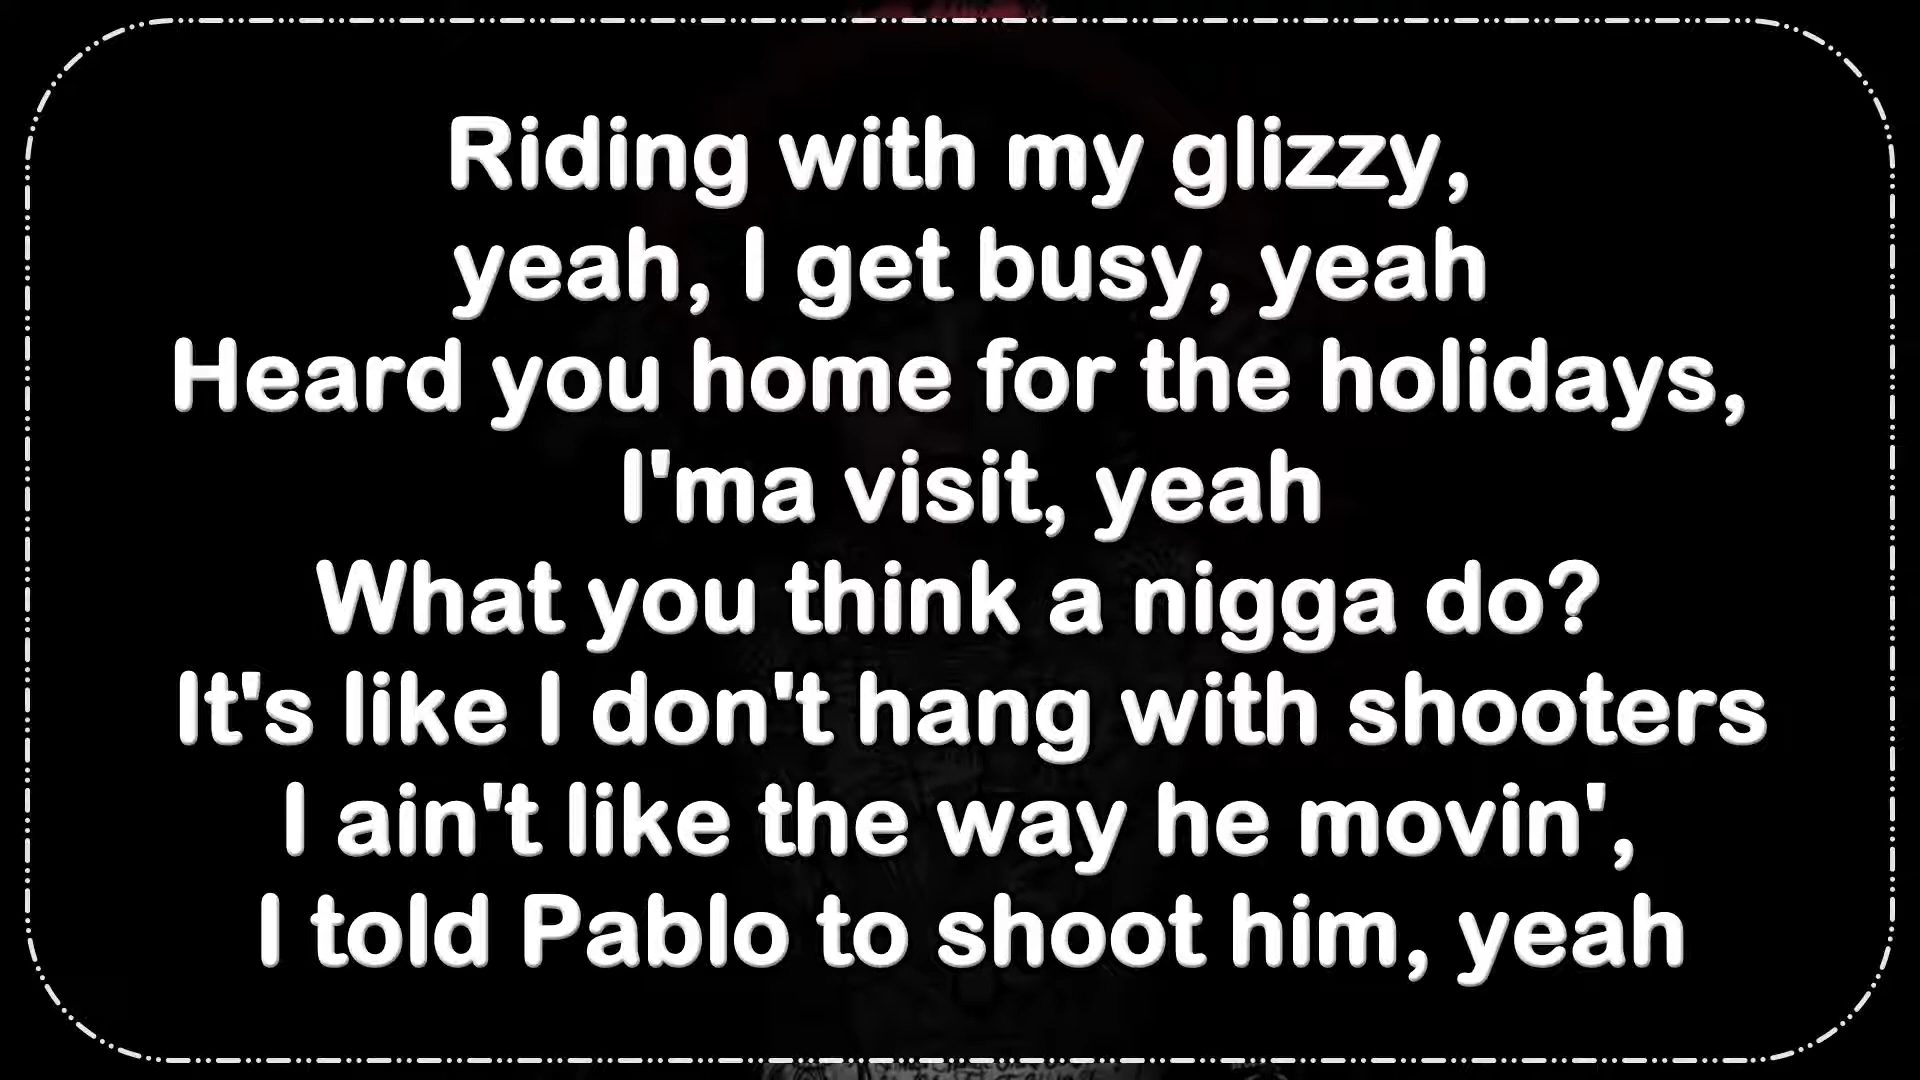 Riding with my glizzy,
yeah, I get busy, yeah
Heard you home for the holidays,
I'ma visit, yeah
What you think a nigga do?
It's like I don't hang with shooters
I ain't like the way he movin',
I told Pablo to shoot him, yeah